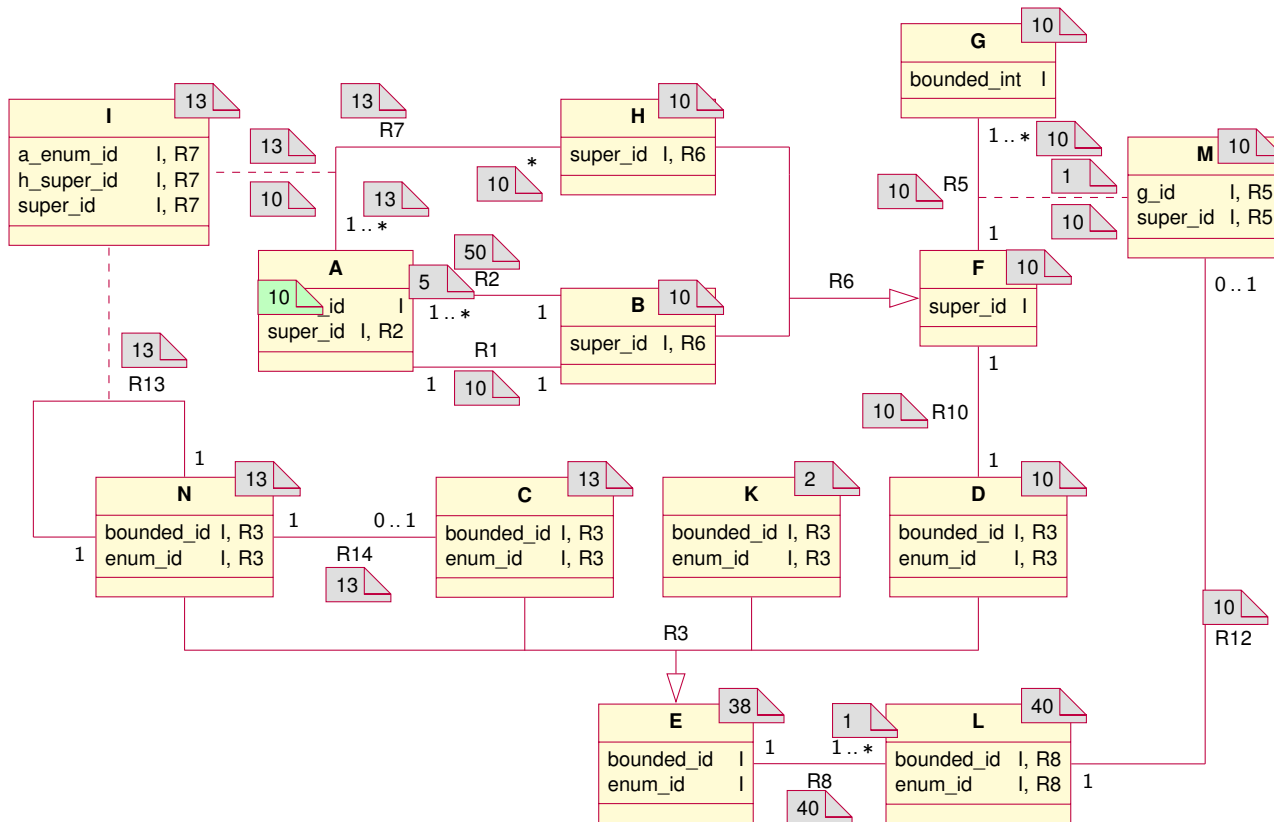 G
10
bounded_int I
I
13
a_enum_id I, R7
h_super_id I, R7
super_id I, R7
13
R7
13
10
H
10
super_id I, R6
*
10
13
1 .. *
1 .. *
10
R5
10
1
10
1
M
10
g_id I, R5
super_id I, R5
0 .. 1
A
10
_id I
super_id I, R2
50
5
R2
1 .. *
1
R1
1
10
1
B
10
super_id I, R6
R6
F
10
super_id I
1
10
R10
1
13
R13
1
1
N
13
bounded_id I, R3
enum_id I, R3
1
0 .. 1
R14
13
C
13
bounded_id I, R3
enum_id I, R3
K
2
bounded_id I, R3
enum_id I, R3
D
10
bounded_id I, R3
enum_id I, R3
R3
10
R12
E
38
bounded_id I
enum_id I
1
1
1 .. *
R8
40
L
40
bounded_id I, R8
enum_id I, R8
1